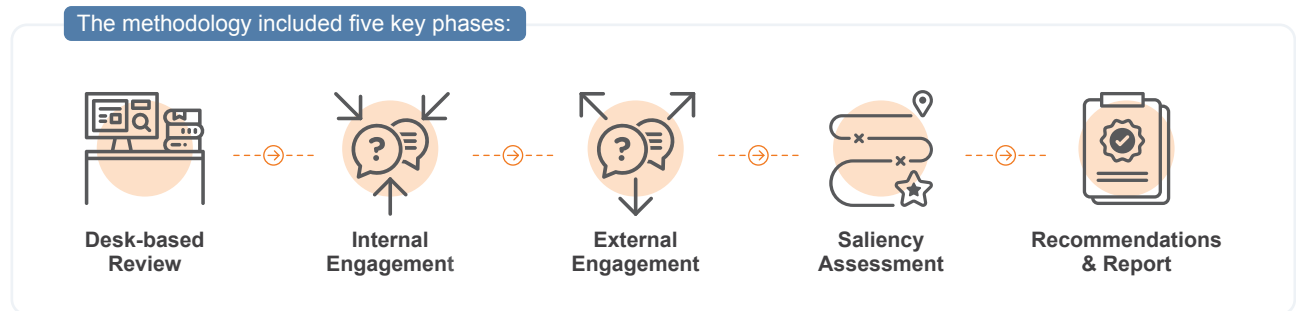 The methodology included five key phases:
Desk-based
Review
Internal
Engagement
External
Engagement
Saliency
Assessment
Recommendations
& Report